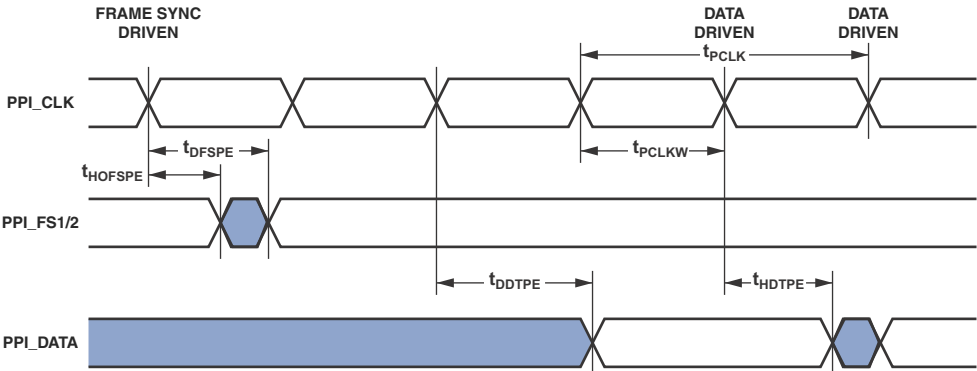 FRAME SYNC
DRIVEN
DATA
DRIVEN
DATA
DRIVEN
tPCLK
PPI_CLK
tDFSPE
tPCLKW
tHOFSPE
PPI_FS1/2
tDDTPE
tHDTPE
PPI_DATA